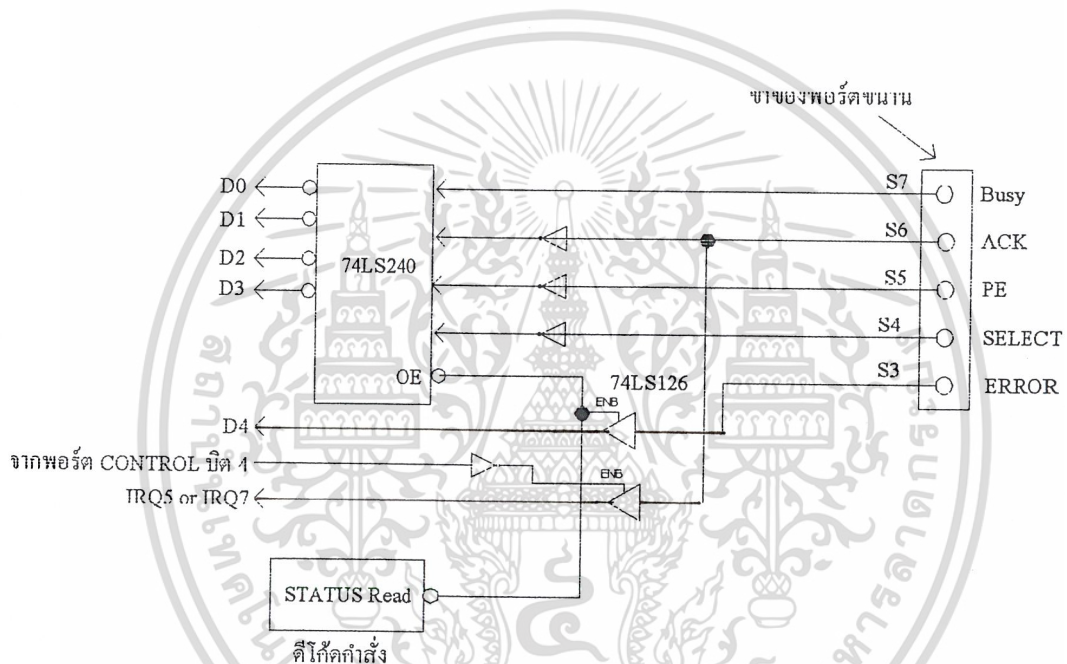 ขาของพอร์ตขนาน
D0
D1
D2
D3
74LS240
OE
S7
Busy
S6
ACK
S5
PE
S4
SELECT
S3
ERROR
74LS126
ENB
D4
จากพอร์ต CONTROL บิต 4
ENB
IRQ5 or IRQ7
STATUS Read
ดีโก้ดคำสั่ง